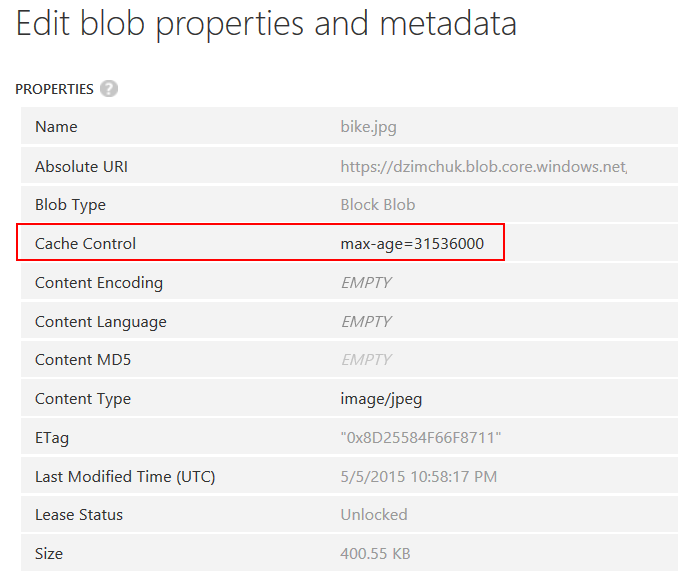 Edit blob properties and metadata
PROPERTIES ?
Name bike.jpg
Absolute URI https://dzimchuk.blob.core.windows.net,
Blob Type Block Blob
Cache Control max-age=31536000
Content Encoding EMPTY
Content Language EMPTY
Content MD5 EMPTY
Content Type image/jpeg
ETag "0x8D25584F66F8711"
Last Modified Time (UTC) 5/5/2015 10:58:17 PM
Lease Status Unlocked
Size 400.55 KB